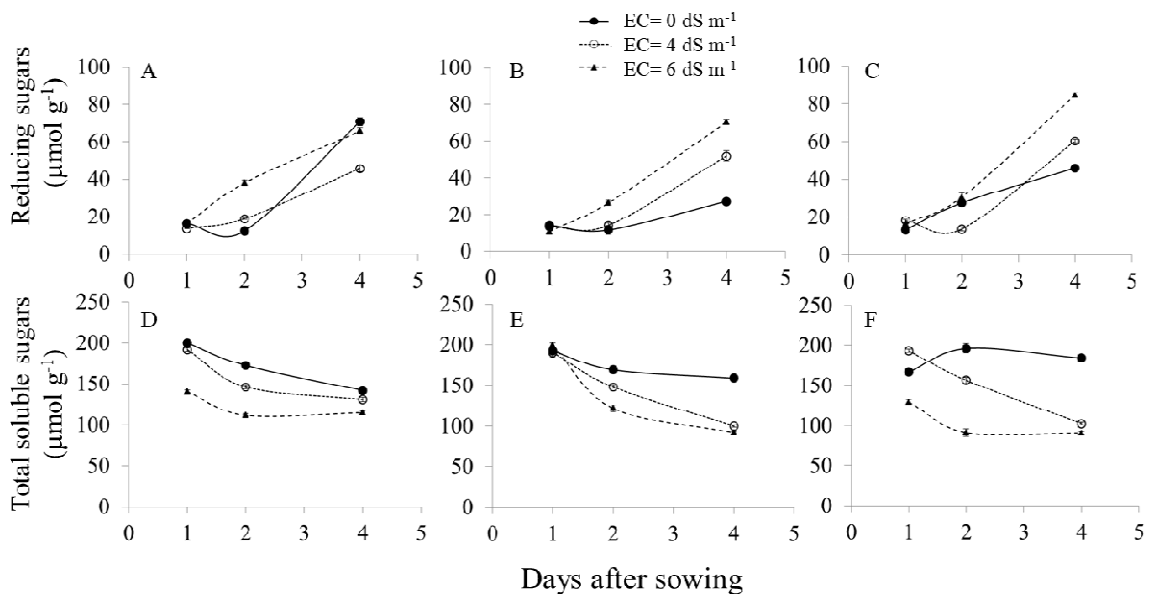 EC= 0 dS m-1
EC= 4 dS m-1
EC= 6 dS m-1
Reducing sugars
(µmol g-1)
A
100
80
60
40
20
0
0 1 2 3 4 5
B
100
80
60
40
20
0
0 1 2 3 4 5
C
100
80
60
40
20
0
0 1 2 3 4 5
Total soluble sugars
(µmol g-1)
D
250
200
150
100
50
0
0 1 2 3 4 5
E
250
200
150
100
50
0
0 1 2 3 4 5
F
250
200
150
100
50
0
0 1 2 3 4 5
Days after sowing